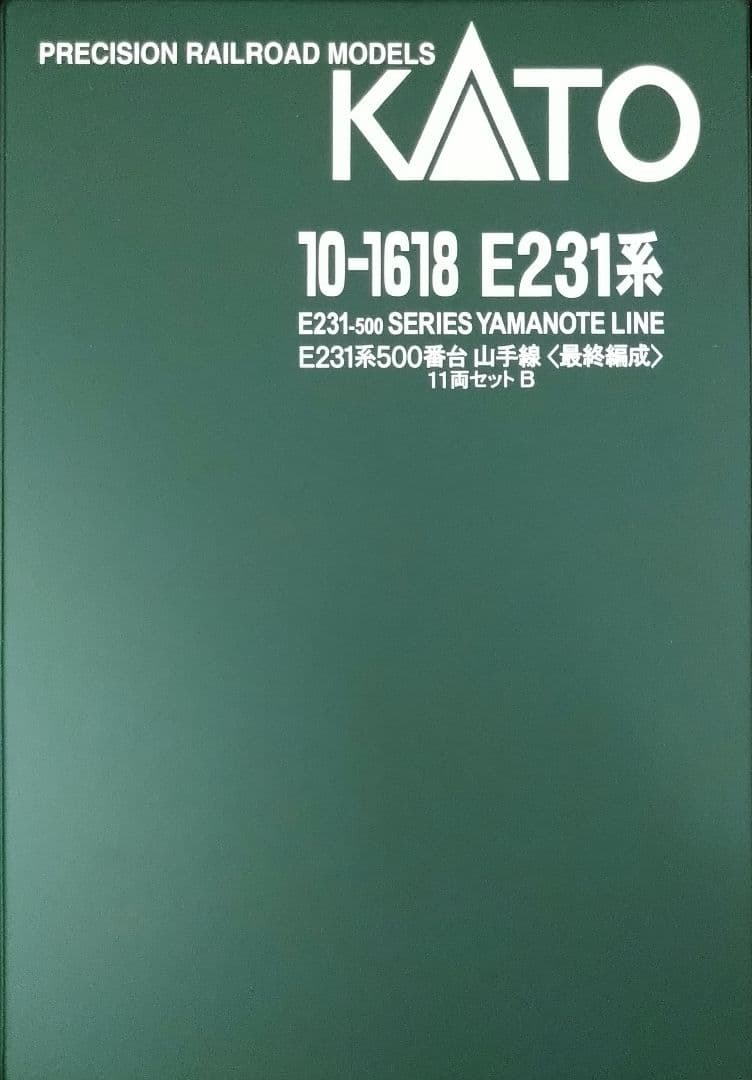 PRECISION RAILROAD MODELS
KATO
10-1618 E231系
E231-500 SERIES YAMANOTE LINE
E231系500番台 山手線〈最終編成〉
11両セット B